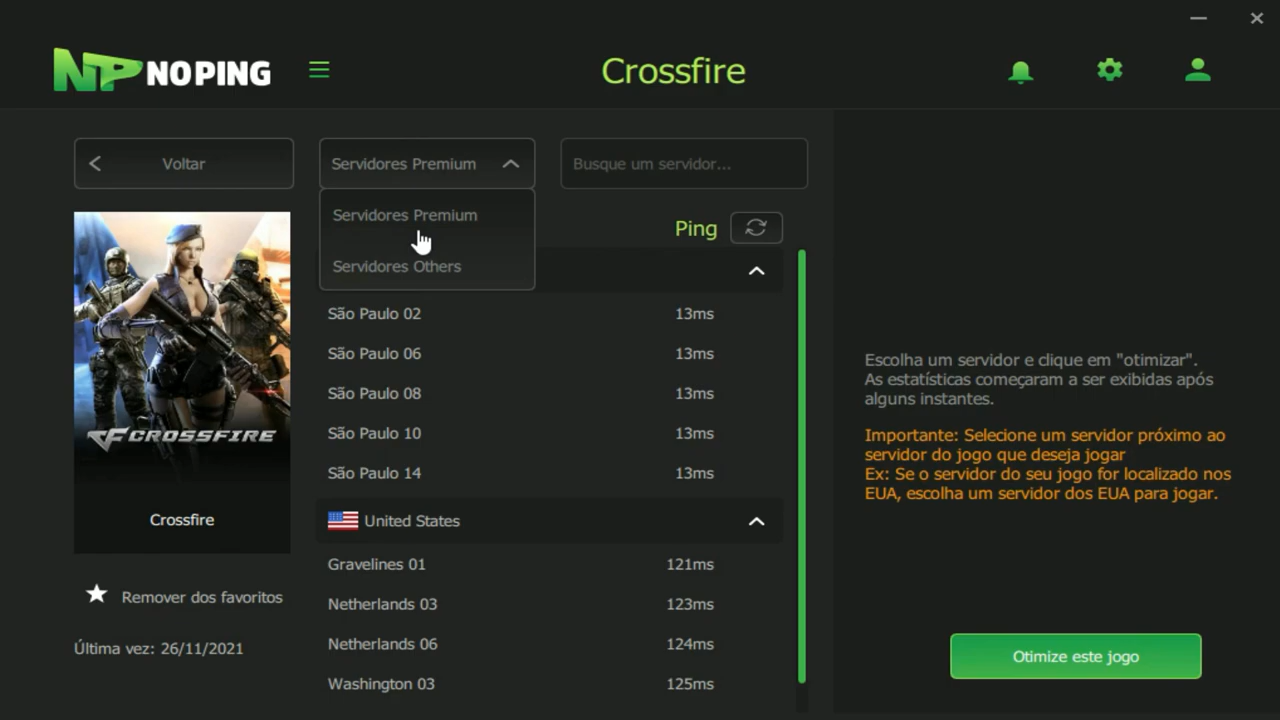 NP NOPING
Crossfire
Voltar
Servidores Premium
Busque um servidor...
Servidores Premium
Servidores Others
Ping
São Paulo 02 13ms
São Paulo 06 13ms
São Paulo 08 13ms
São Paulo 10 13ms
São Paulo 14 13ms
United States
Gravelines 01 121ms
Netherlands 03 123ms
Netherlands 06 124ms
Washington 03 125ms
CF CROSSFIRE
Crossfire
Remover dos favoritos
Última vez: 26/11/2021
Escolha um servidor e clique em "otimizar".
As estatísticas começaram a ser exibidas após
alguns instantes.
Importante: Selecione um servidor próximo ao
servidor do jogo que deseja jogar
Ex: Se o servidor do seu jogo for localizado nos
EUA, escolha um servidor dos EUA para jogar.
Otimize este jogo